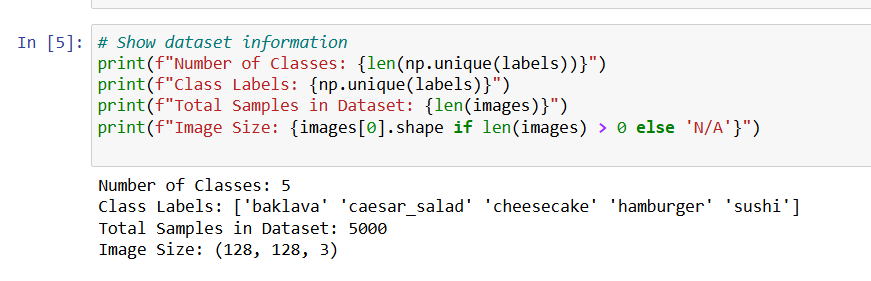 In [5]: # Show dataset information
print(f"Number of Classes: {len(np.unique(labels))}")
print(f"Class Labels: {np.unique(labels)}")
print(f"Total Samples in Dataset: {len(images)}")
print(f"Image Size: {images[0].shape if len(images) > 0 else 'N/A'}")
Number of Classes: 5
Class Labels: ['baklava' 'caesar_salad' 'cheesecake' 'hamburger' 'sushi']
Total Samples in Dataset: 5000
Image Size: (128, 128, 3)